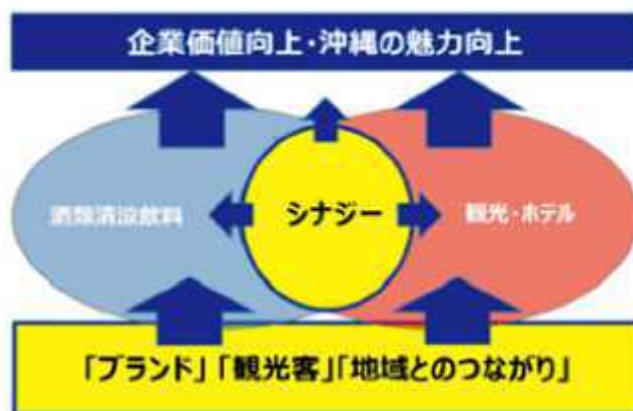 企業価値向上・沖縄の魅力向上
酒類清涼飲料
シナジー
観光・ホテル
「ブランド」「観光客」「地域とのつながり」